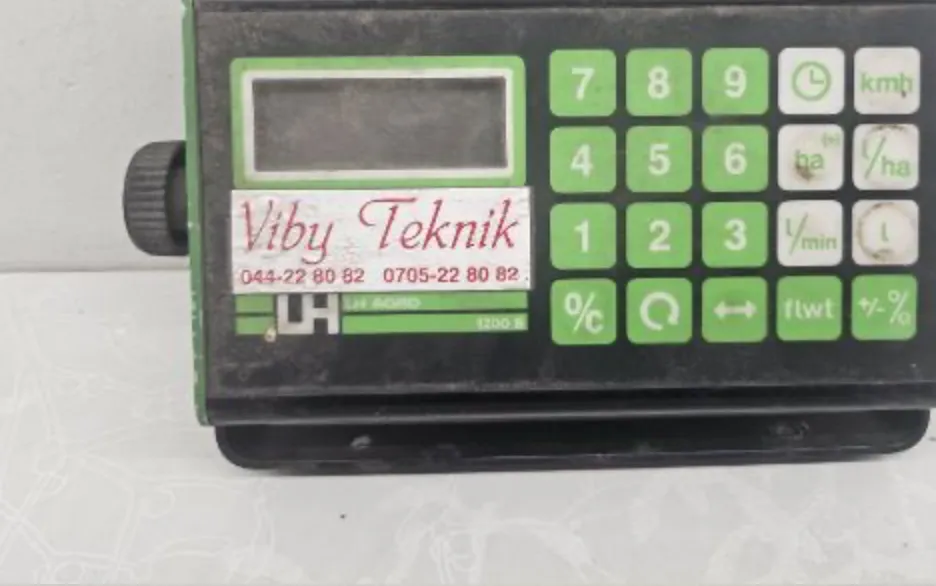 7 8 9 kmh
Viby Teknik
044-22 80 82 0705-22 80 82
LH LH AGRO
1200 S
4 5 6 ha l/ha
1 2 3 l/min l
0/c flwt +/-%